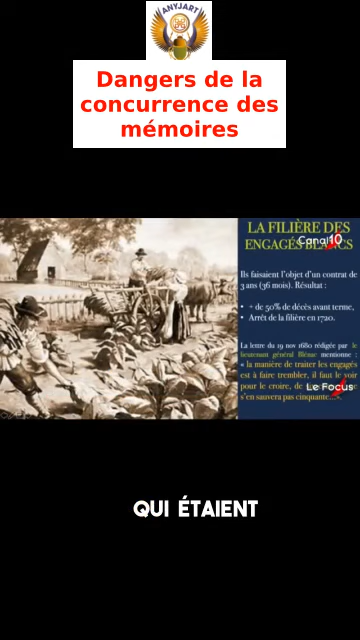 ANYJART
Dangers de la
concurrence des
mémoires
LA FILIÈRE DES
ENGAGÉS BLANCS
Canal10
Ils faisaient l'objet d'un contrat de
3 ans (36 mois). Résultat :
• + de 50% de décès avant terme,
• Arrêt de la filière en 1720.
La lettre du 19 nov 1680 rédigée par le
lieutenant général Blénac mentionne :
« la manière de traiter les engagés
est à faire trembler, il faut le voir
pour le croire, de
s'en sauvera pas cinquante...
Le Focus
QUI ÉTAIENT